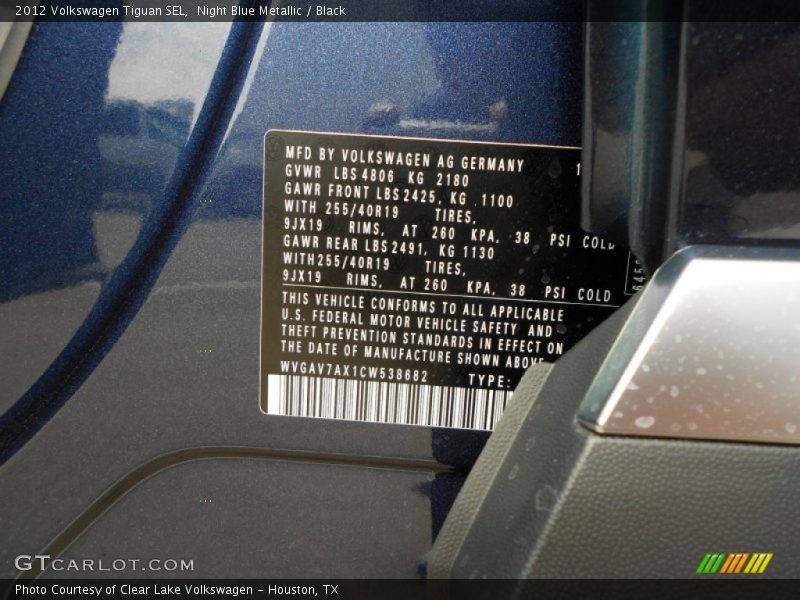 2012 Volkswagen Tiguan SEL, Night Blue Metallic / Black
MFD BY VOLKSWAGEN AG GERMANY 1
GVWR LBS 4806 KG 2180
GAWR FRONT LBS 2425, KG 1100
WITH 255/40R19 TIRES,
9JX19 RIMS, AT 260 KPA, 38 PSI COLD
GAWR REAR LBS 2491, KG 1130
WITH 255/40R19 TIRES,
9JX19 RIMS, AT 260 KPA, 38 PSI COLD
THIS VEHICLE CONFORMS TO ALL APPLICABLE
U.S. FEDERAL MOTOR VEHICLE SAFETY AND
THEFT PREVENTION STANDARDS IN EFFECT ON
THE DATE OF MANUFACTURE SHOWN ABOVE
WVGAV7AX1CW538682 TYPE:
GTCARLOT.COM
Photo Courtesy of Clear Lake Volkswagen - Houston, TX